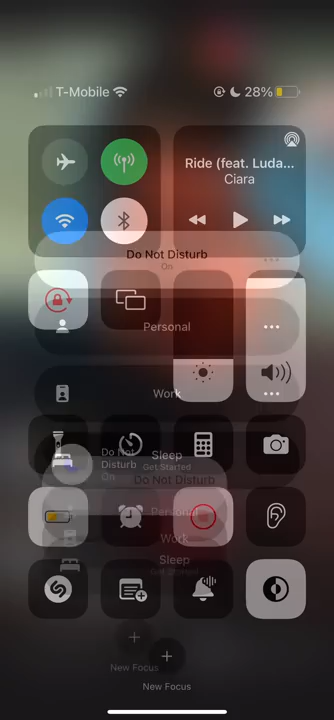 T-Mobile
28%
Ride (feat. Luda...
Ciara
Do Not Disturb
On
Personal
Work
Sleep
Get Started
Do Not
Disturb
On
Do Not Disturb
Personal
Work
Sleep
Get Started
New Focus
New Focus